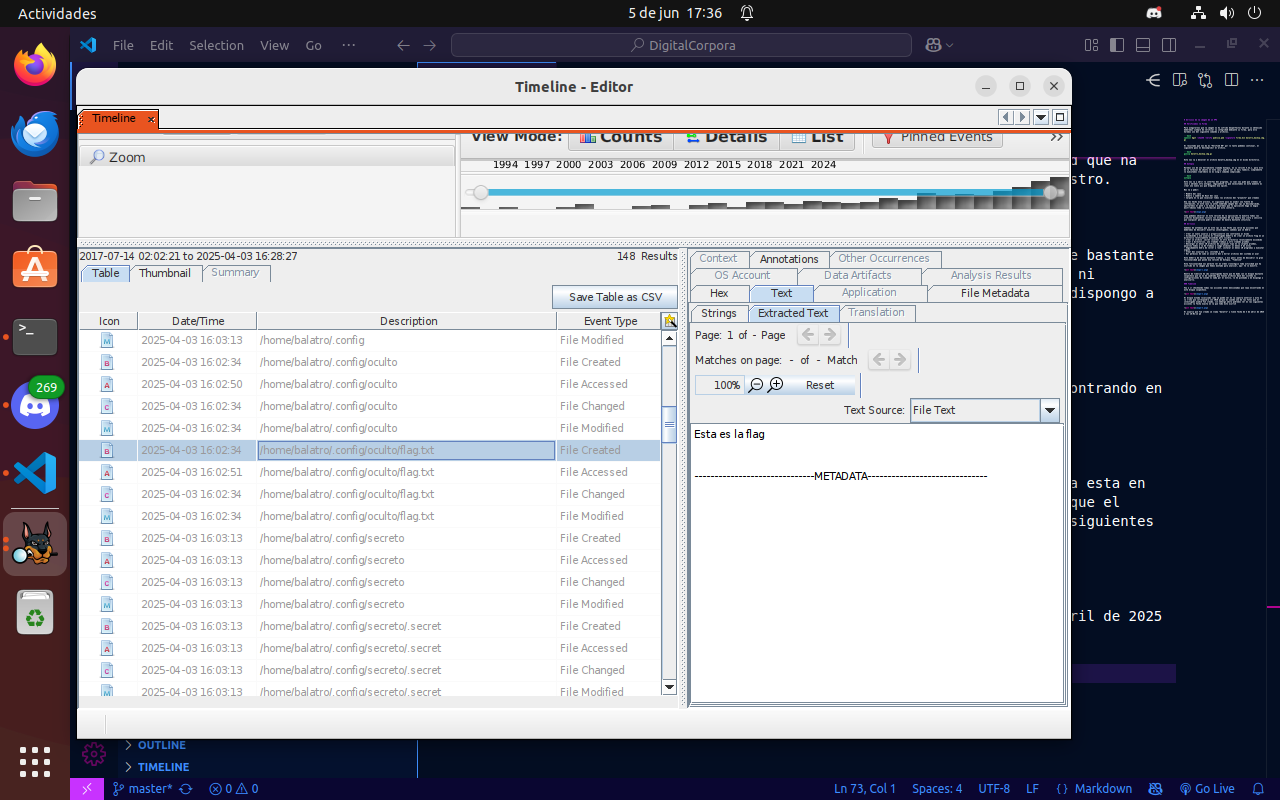 Actividades
5 de jun 17:36
File Edit Selection View Go ···
DigitalCorpora
Timeline - Editor
Timeline
Zoom
View Mode: Counts Details List Pinned Events
1994 1997 2000 2003 2006 2009 2012 2015 2018 2021 2024
2017-07-14 02:02:21 to 2025-04-03 16:28:27
148 Results
Table Thumbnail Summary
Save Table as CSV
Icon Date/Time Description Event Type
M 2025-04-03 16:03:13 /home/balatro/.config File Modified
B 2025-04-03 16:02:34 /home/balatro/.config/oculto File Created
A 2025-04-03 16:02:50 /home/balatro/.config/oculto File Accessed
C 2025-04-03 16:02:34 /home/balatro/.config/oculto File Changed
M 2025-04-03 16:02:34 /home/balatro/.config/oculto File Modified
B 2025-04-03 16:02:34 /home/balatro/.config/oculto/flag.txt File Created
A 2025-04-03 16:02:51 /home/balatro/.config/oculto/flag.txt File Accessed
C 2025-04-03 16:02:34 /home/balatro/.config/oculto/flag.txt File Changed
M 2025-04-03 16:02:34 /home/balatro/.config/oculto/flag.txt File Modified
B 2025-04-03 16:03:13 /home/balatro/.config/secreto File Created
A 2025-04-03 16:03:13 /home/balatro/.config/secreto File Accessed
C 2025-04-03 16:03:13 /home/balatro/.config/secreto File Changed
M 2025-04-03 16:03:13 /home/balatro/.config/secreto File Modified
B 2025-04-03 16:03:13 /home/balatro/.config/secreto/.secret File Created
A 2025-04-03 16:03:13 /home/balatro/.config/secreto/.secret File Accessed
C 2025-04-03 16:03:13 /home/balatro/.config/secreto/.secret File Changed
M 2025-04-03 16:03:13 /home/balatro/.config/secreto/.secret File Modified
Context Annotations Other Occurrences
OS Account Data Artifacts Analysis Results
Hex Text Application File Metadata
Strings Extracted Text Translation
Page: 1 of - Page
Matches on page: - of - Match
100% Reset
Text Source: File Text
Esta es la flag
------------------------------METADATA------------------------------
d que ha
stro.
e bastante
ni
dispongo a
ontrando en
a esta en
que el
siguientes
ril de 2025
269
OUTLINE
TIMELINE
master* 0 0
Ln 73, Col 1 Spaces: 4 UTF-8 LF {} Markdown Go Live